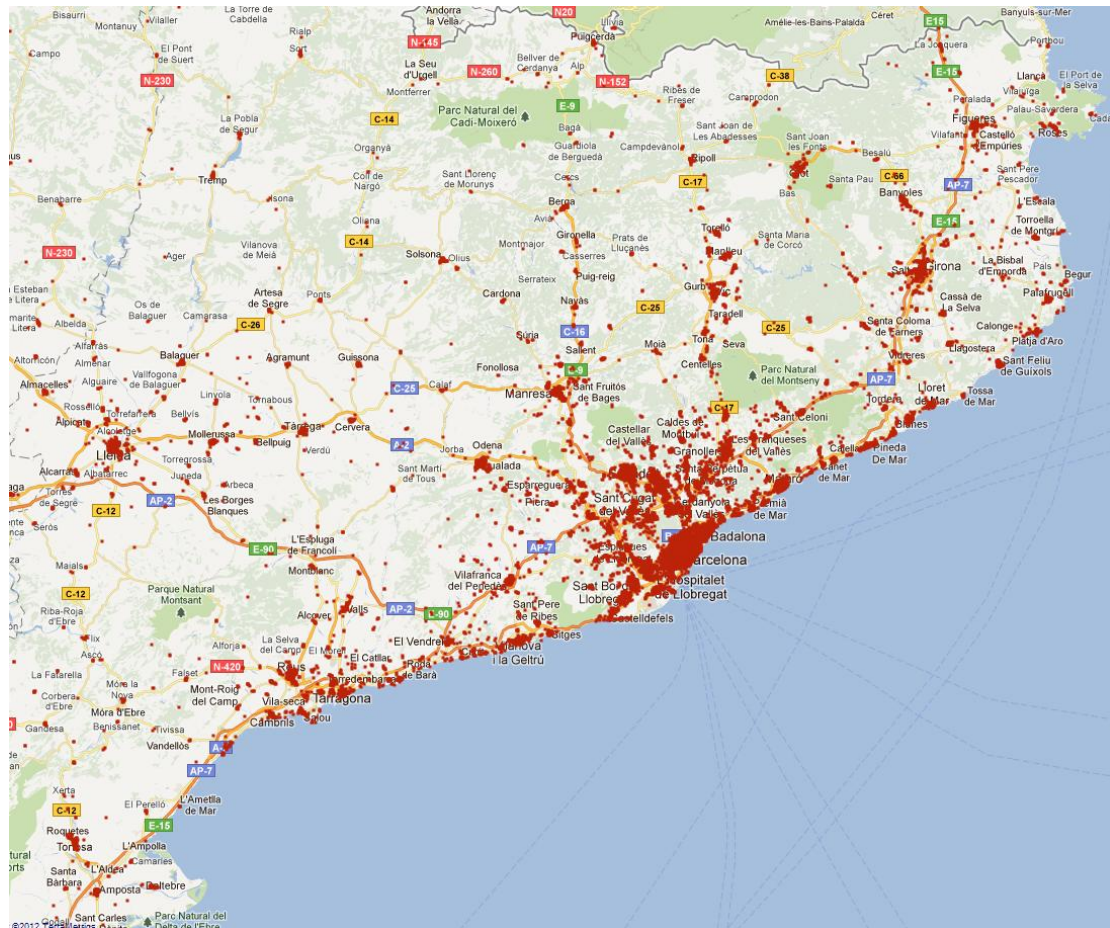 Vilaller
La Torre de
Cabdella
Rialp
Sort
Andorra
la Vella
N20
Llívia
Puigcerdà
Amélie-les-Bains-Palalda
Céret
E15
Banyuls-sur-Mer
Bisaurri
Montanuy
El Pont
de Suert
N-145
La Seu
d'Urgell
Bellver de
Cerdanya
Alp
La Jonquera
Portbou
Campo
N-230
Montferrer
N-260
N-152
C-38
E-15
Llançà
El Port de
la Selva
Ribes de
Freser
Camprodon
Peralada
Vilajuïga
Palau-Saverdera
Parc Natural del
Cadi-Moixeró
E-9
La Pobla
de Segur
C-14
Bagà
Sant Joan de
Les Abadesses
Sant Joan
les Fonts
Figueres
Vilafant
Castelló
d'Empúries
Roses
Organyà
Guardiola
de Berguedà
Campdevànol
Besalú
Ripoll
Tremp
Coll de
Nargó
Sant Llorenç
de Morunys
Cercs
C-17
Olot
Santa Pau
C-66
AP-7
Sant Pere
Pescador
Bas
Banyoles
Benabarre
Isona
Berga
L'Escala
Oliana
Avià
Torelló
E-15
Torroella
de Montgrí
C-14
Montmajor
Gironella
Prats de
Lluçanès
Santa Maria
de Corcó
N-230
Ager
Vilanova
de Meià
Solsona
Olius
Casserres
Manlleu
Salt
Girona
La Bisbal
d'Empordà
Pals
Begur
Serrateix
Puig-reig
Gurb
Esteban
de Litera
Os de
Balaguer
Artesa
de Segre
Ponts
Cardona
Navàs
C-25
Taradell
Cassà de
La Selva
Palafrugell
Albelda
Camarasa
C-26
C-16
C-25
Santa Coloma
de Farners
Calonge
Súria
Tona
Seva
Platja d'Aro
Alfarràs
Almenar
Balaguer
Agramunt
Guissona
Sallent
Moià
Vidreres
Llagostera
Sant Feliu
de Guíxols
Altorricón
Alguaire
Vallfogona
de Balaguer
Fonollosa
C-9
Centelles
Parc Natural
del Montseny
AP-7
Almacelles
Linyola
Tornabous
C-25
Calaf
Manresa
Sant Fruitós
de Bages
Lloret
de Mar
Tossa
de Mar
Rosselló
Torrefarrera
Bellvís
C-17
Sant Celoni
Tordera
Blanes
Alpicat
Alcoletge
Mollerussa
Tàrrega
Cervera
Castellar
del Vallès
Caldes de
Montbui
Les Franqueses
del Vallès
Lleida
Bellpuig
Verdú
A-2
Jorba
Odena
Granollers
Calella
Pineda
De Mar
Torregrossa
Sant Martí
de Tous
Igualada
Canet
de Mar
Alcarràs
Albatàrrec
Juneda
Arbeca
Esparreguera
Mataró
Torres
de Segre
AP-2
Les Borges
Blanques
Piera
Sant Cugat
del Vallès
Cerdanyola
del Vallès
Premià
de Mar
C-12
Seròs
L'Espluga
de Francolí
E-90
AP-7
Esplugues
Badalona
Barcelona
Maials
Montblanc
Vilafranca
del Penedès
L'Hospitalet
de Llobregat
Parque Natural
Montsant
C-12
AP-2
C-90
Sant Pere
de Ribes
Sant Boi de
Llobregat
Riba-Roja
d'Ebre
Alcover
Valls
Castelldefels
Flix
Ascó
Alforja
La Selva
del Camp
El Morell
El Vendrell
Sitges
Vilanova
i la Geltrú
La Fatarella
Falset
N-420
Reus
El Catllar
Torredembarra
Roda
de Barà
Corbera
d'Ebre
Móra la
Nova
Mont-Roig
del Camp
Vila-seca
Tarragona
Móra d'Ebre
Gandesa
Benissanet
Tivissa
Cambrils
Salou
Vandellòs
AP-7
Xerta
C-12
El Perelló
L'Ametlla
de Mar
Roquetes
E-15
Tortosa
L'Ampolla
Camarles
Santa
Bàrbara
L'Aldea
Amposta
Deltebre
Sant Carles
Parc Natural del
Delta de l'Ebre
©2012 TerraMetrics